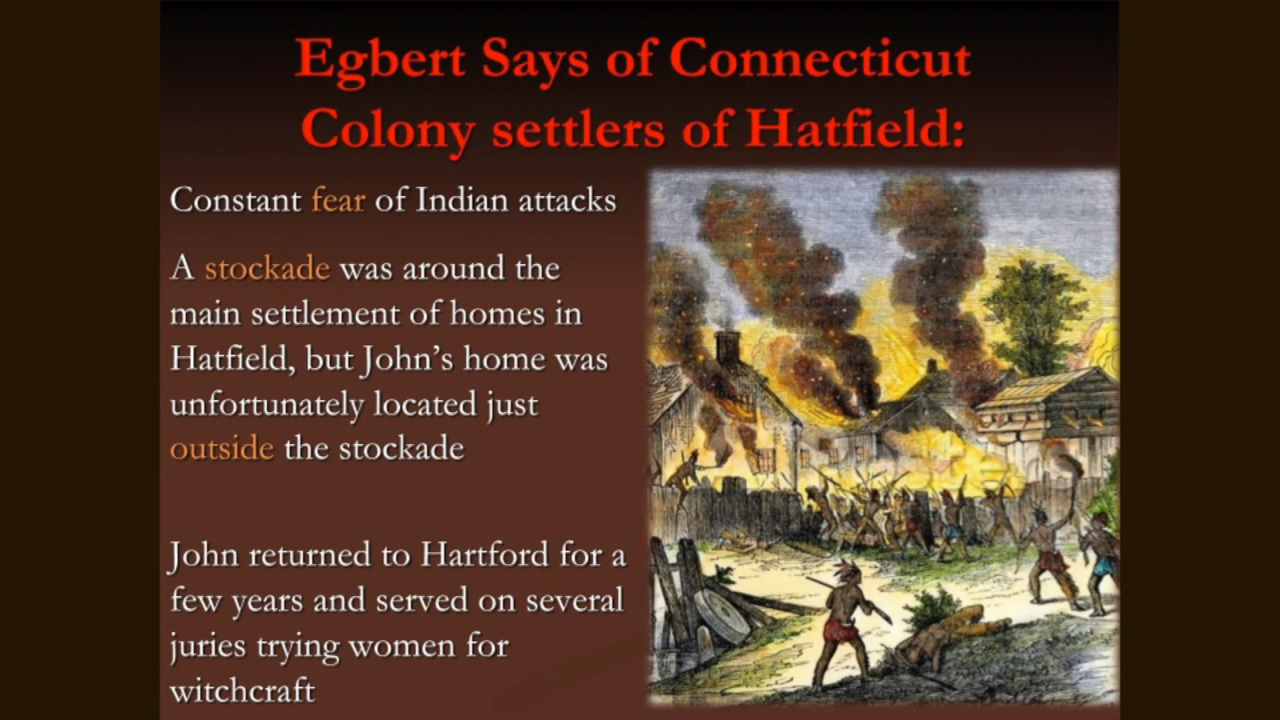 Egbert Says of Connecticut
Colony settlers of Hatfield:
Constant fear of Indian attacks
A stockade was around the
main settlement of homes in
Hatfield, but John's home was
unfortunately located just
outside the stockade
John returned to Hartford for a
few years and served on several
juries trying women for
witchcraft